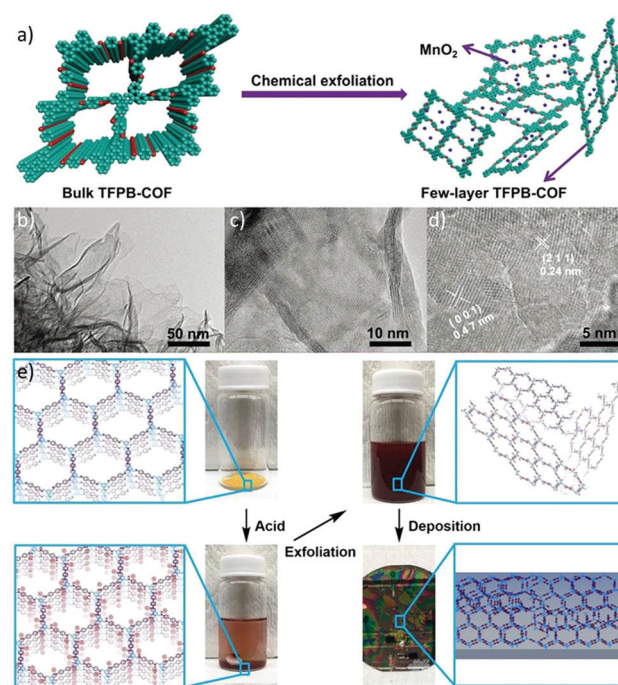 a)
MnO₂
Chemical exfoliation
Bulk TFPB-COF
Few-layer TFPB-COF
b)
c)
d)
(2 1 1)
0.24 nm
(0 0 1)
0.47 nm
50 nm
10 nm
5 nm
e)
Acid
Exfoliation
Deposition